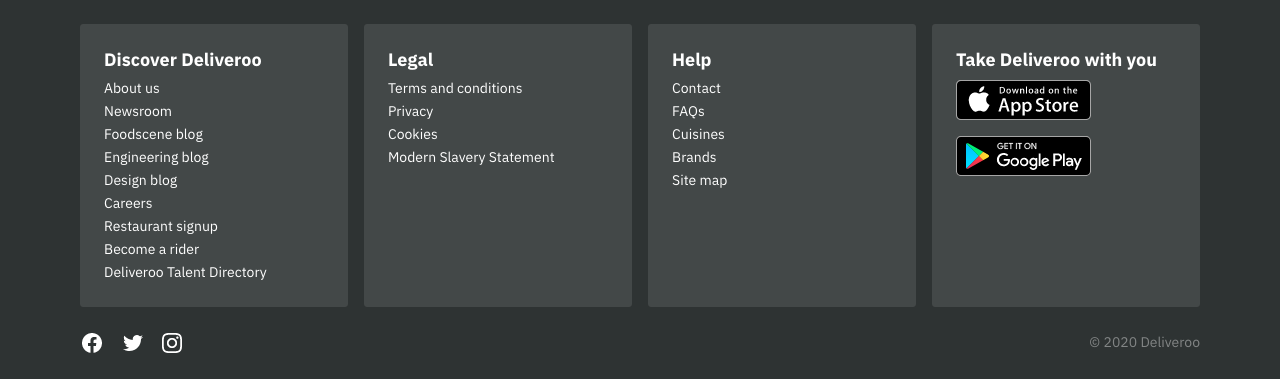 Discover Deliveroo
About us
Newsroom
Foodscene blog
Engineering blog
Design blog
Careers
Restaurant signup
Become a rider
Deliveroo Talent Directory
Legal
Terms and conditions
Privacy
Cookies
Modern Slavery Statement
Help
Contact
FAQs
Cuisines
Brands
Site map
Take Deliveroo with you
Download on the
App Store
GET IT ON
Google Play
© 2020 Deliveroo